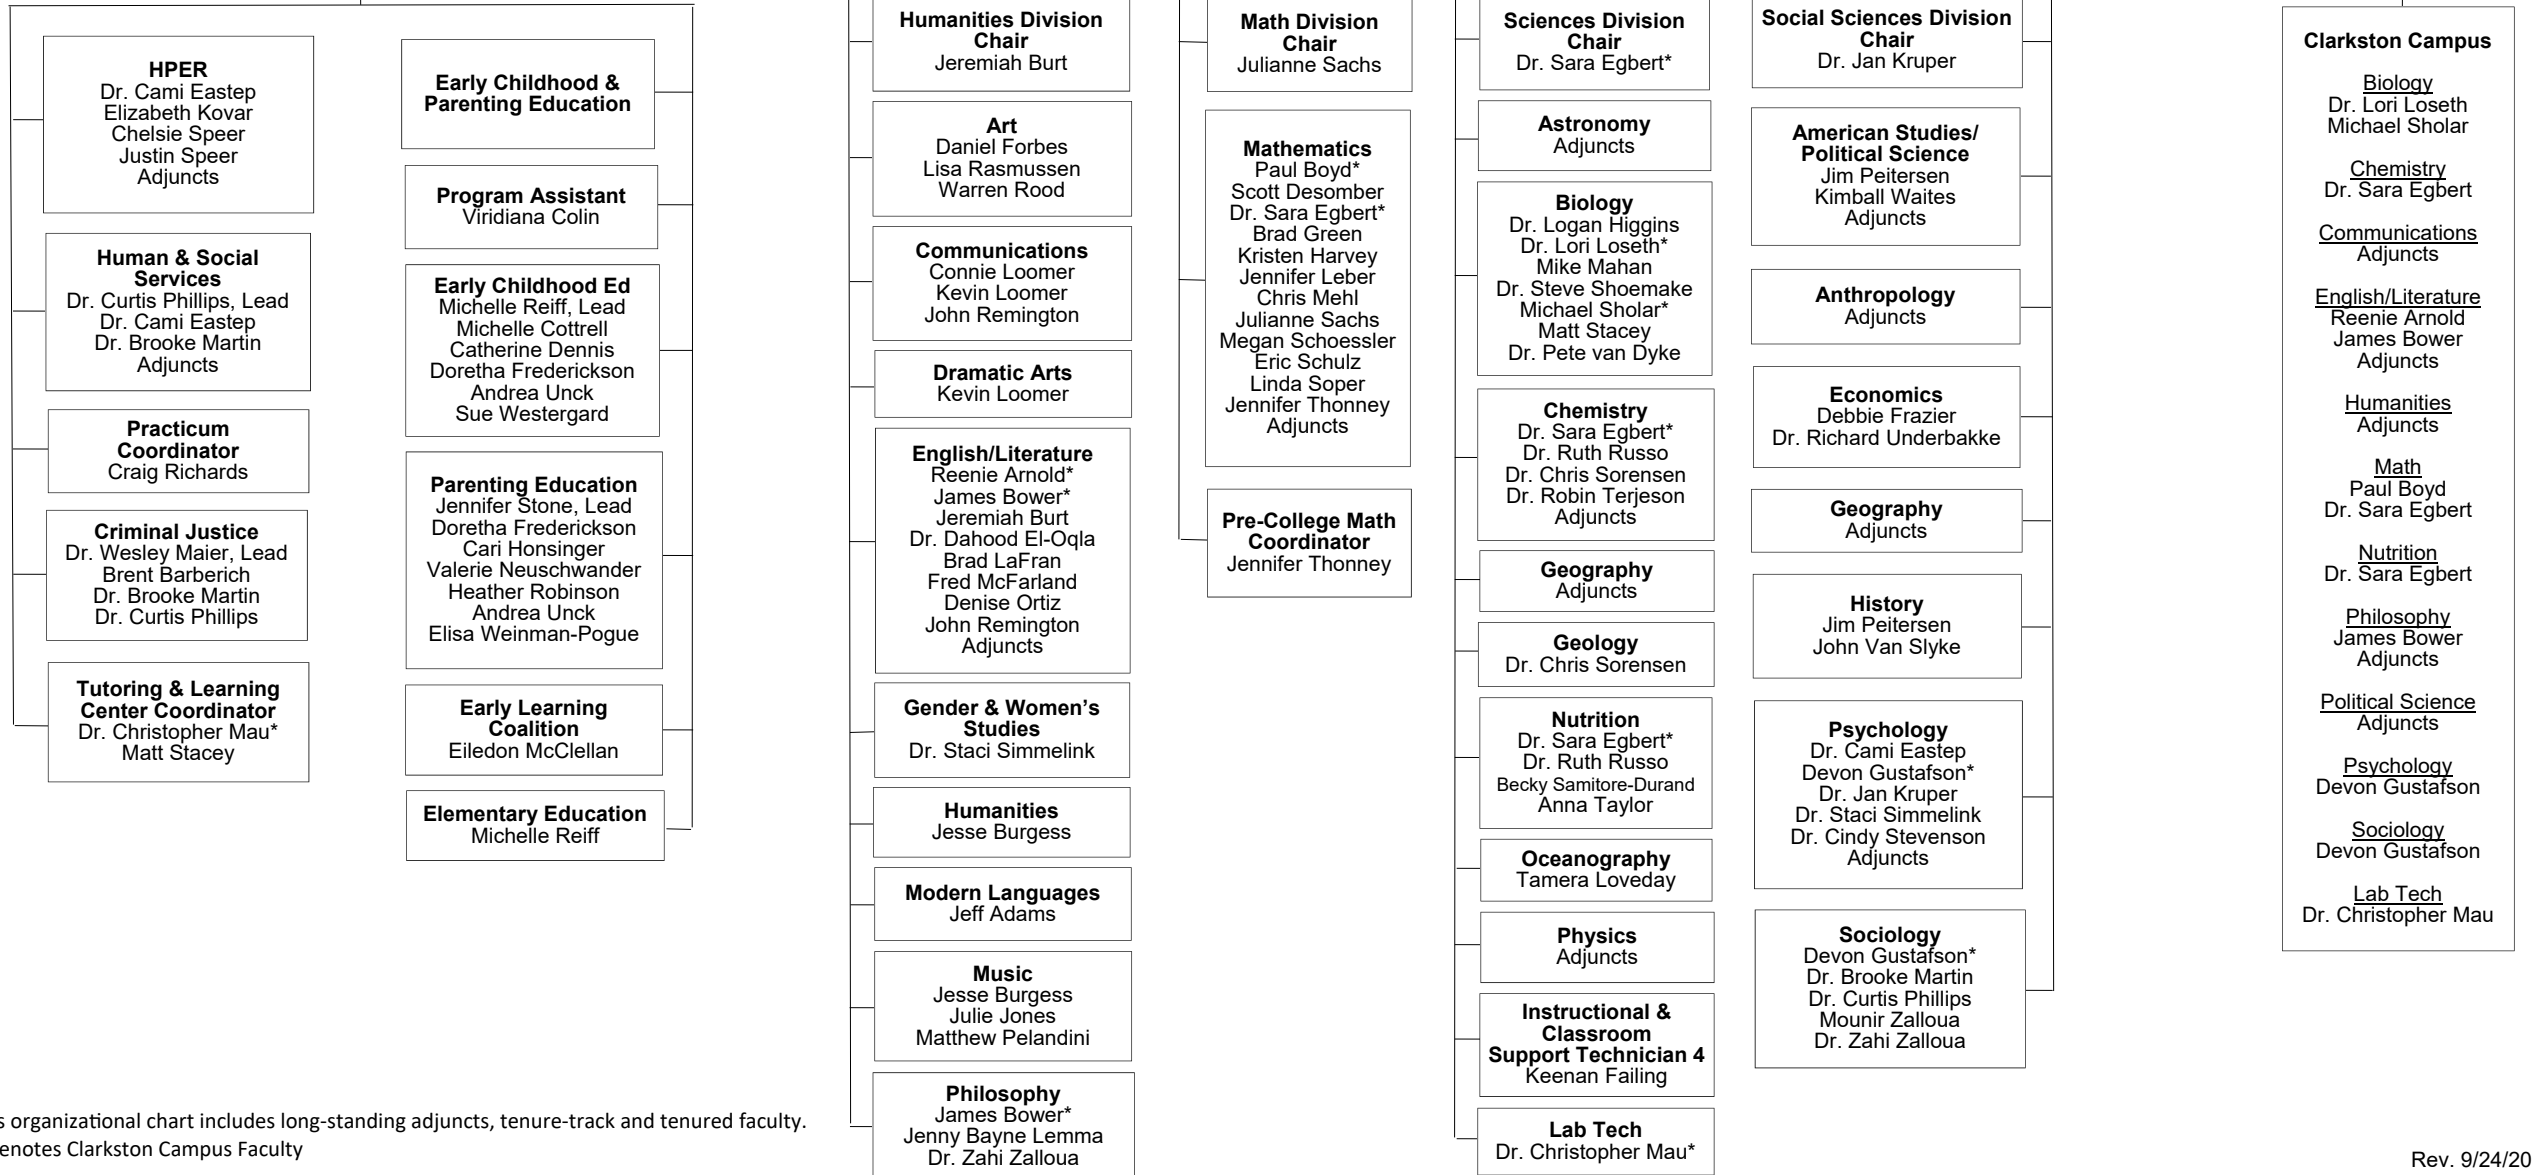 HPER
Dr. Cami Eastep
Elizabeth Kovar
Chelsie Speer
Justin Speer
Adjuncts
Human & Social
Services
Dr. Curtis Phillips, Lead
Dr. Cami Eastep
Dr. Brooke Martin
Adjuncts
Practicum
Coordinator
Craig Richards
Criminal Justice
Dr. Wesley Maier, Lead
Brent Barberich
Dr. Brooke Martin
Dr. Curtis Phillips
Tutoring & Learning
Center Coordinator
Dr. Christopher Mau*
Matt Stacey
Early Childhood &
Parenting Education
Program Assistant
Viridiana Colin
Early Childhood Ed
Michelle Reiff, Lead
Michelle Cottrell
Catherine Dennis
Doretha Frederickson
Andrea Unck
Sue Westergard
Parenting Education
Jennifer Stone, Lead
Doretha Frederickson
Cari Honsinger
Valerie Neuschwander
Heather Robinson
Andrea Unck
Elisa Weinman-Pogue
Early Learning
Coalition
Eiledon McClellan
Elementary Education
Michelle Reiff
Humanities Division
Chair
Jeremiah Burt
Art
Daniel Forbes
Lisa Rasmussen
Warren Rood
Communications
Connie Loomer
Kevin Loomer
John Remington
Dramatic Arts
Kevin Loomer
English/Literature
Reenie Arnold*
James Bower*
Jeremiah Burt
Dr. Dahood El-Oqla
Brad LaFran
Fred McFarland
Denise Ortiz
John Remington
Adjuncts
Gender & Women’s
Studies
Dr. Staci Simmelink
Humanities
Jesse Burgess
Modern Languages
Jeff Adams
Music
Jesse Burgess
Julie Jones
Matthew Pelandini
Philosophy
James Bower*
Jenny Bayne Lemma
Dr. Zahi Zalloua
Math Division
Chair
Julianne Sachs
Mathematics
Paul Boyd*
Scott Desomber
Dr. Sara Egbert*
Brad Green
Kristen Harvey
Jennifer Leber
Chris Mehl
Julianne Sachs
Megan Schoessler
Eric Schulz
Linda Soper
Jennifer Thonney
Adjuncts
Pre-College Math
Coordinator
Jennifer Thonney
Sciences Division
Chair
Dr. Sara Egbert*
Astronomy
Adjuncts
Biology
Dr. Logan Higgins
Dr. Lori Loseth*
Mike Mahan
Dr. Steve Shoemake
Michael Sholar*
Matt Stacey
Dr. Pete van Dyke
Chemistry
Dr. Sara Egbert*
Dr. Ruth Russo
Dr. Chris Sorensen
Dr. Robin Terjeson
Adjuncts
Geography
Adjuncts
Geology
Dr. Chris Sorensen
Nutrition
Dr. Sara Egbert*
Dr. Ruth Russo
Becky Samitore-Durand
Anna Taylor
Oceanography
Tamera Loveday
Physics
Adjuncts
Instructional &
Classroom
Support Technician 4
Keenan Failing
Lab Tech
Dr. Christopher Mau*
Social Sciences Division
Chair
Dr. Jan Kruper
American Studies/
Political Science
Jim Peitersen
Kimball Waites
Adjuncts
Anthropology
Adjuncts
Economics
Debbie Frazier
Dr. Richard Underbakke
Geography
Adjuncts
History
Jim Peitersen
John Van Slyke
Psychology
Dr. Cami Eastep
Devon Gustafson*
Dr. Jan Kruper
Dr. Staci Simmelink
Dr. Cindy Stevenson
Adjuncts
Sociology
Devon Gustafson*
Dr. Brooke Martin
Dr. Curtis Phillips
Mounir Zalloua
Dr. Zahi Zalloua
Clarkston Campus
Biology
Dr. Lori Loseth
Michael Sholar
Chemistry
Dr. Sara Egbert
Communications
Adjuncts
English/Literature
Reenie Arnold
James Bower
Adjuncts
Humanities
Adjuncts
Math
Paul Boyd
Dr. Sara Egbert
Nutrition
Dr. Sara Egbert
Philosophy
James Bower
Adjuncts
Political Science
Adjuncts
Psychology
Devon Gustafson
Sociology
Devon Gustafson
Lab Tech
Dr. Christopher Mau
s organizational chart includes long-standing adjuncts, tenure-track and tenured faculty.
enotes Clarkston Campus Faculty
Rev. 9/24/20